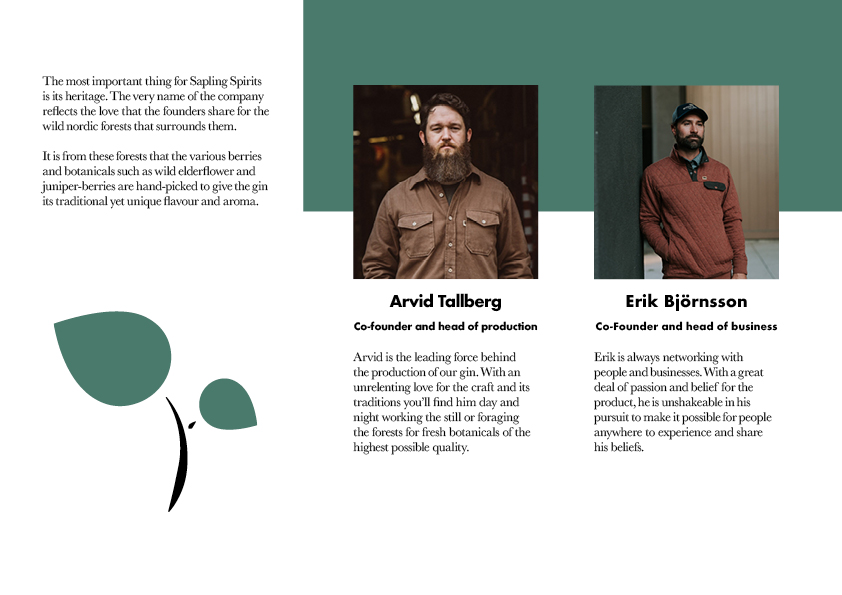 The most important thing for Sapling Spirits
is its heritage. The very name of the company
reflects the love that the founders share for the
wild nordic forests that surrounds them.
It is from these forests that the various berries
and botanicals such as wild elderflower and
juniper-berries are hand-picked to give the gin
its traditional yet unique flavour and aroma.
Arvid Tallberg
Co-founder and head of production
Arvid is the leading force behind
the production of our gin. With an
unrelenting love for the craft and its
traditions you'll find him day and
night working the still or foraging
the forests for fresh botanicals of the
highest possible quality.
Erik Björnsson
Co-Founder and head of business
Erik is always networking with
people and businesses. With a great
deal of passion and belief for the
product, he is unshakeable in his
pursuit to make it possible for people
anywhere to experience and share
his beliefs.